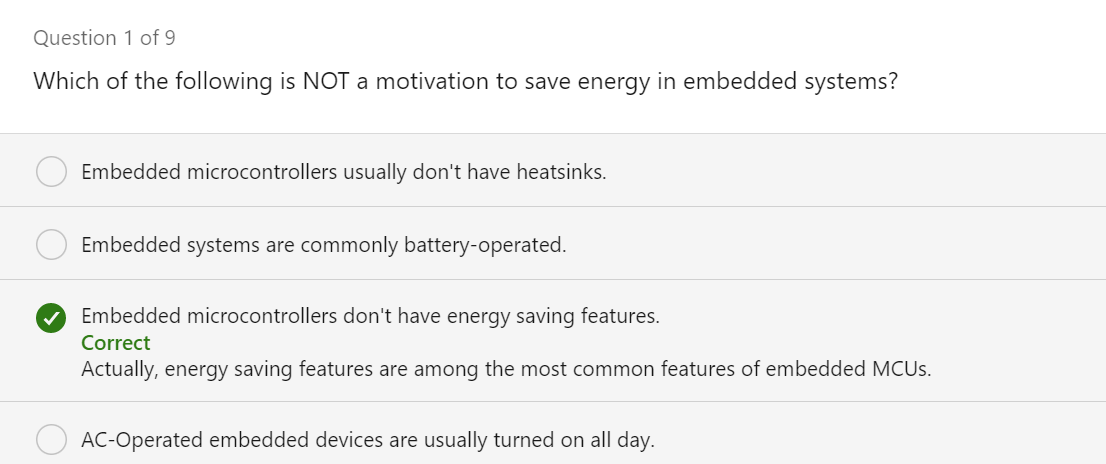 Question 1 of 9
Which of the following is NOT a motivation to save energy in embedded systems?
Embedded microcontrollers usually don't have heatsinks.
Embedded systems are commonly battery-operated.
Embedded microcontrollers don't have energy saving features.
Correct
Actually, energy saving features are among the most common features of embedded MCUs.
AC-Operated embedded devices are usually turned on all day.